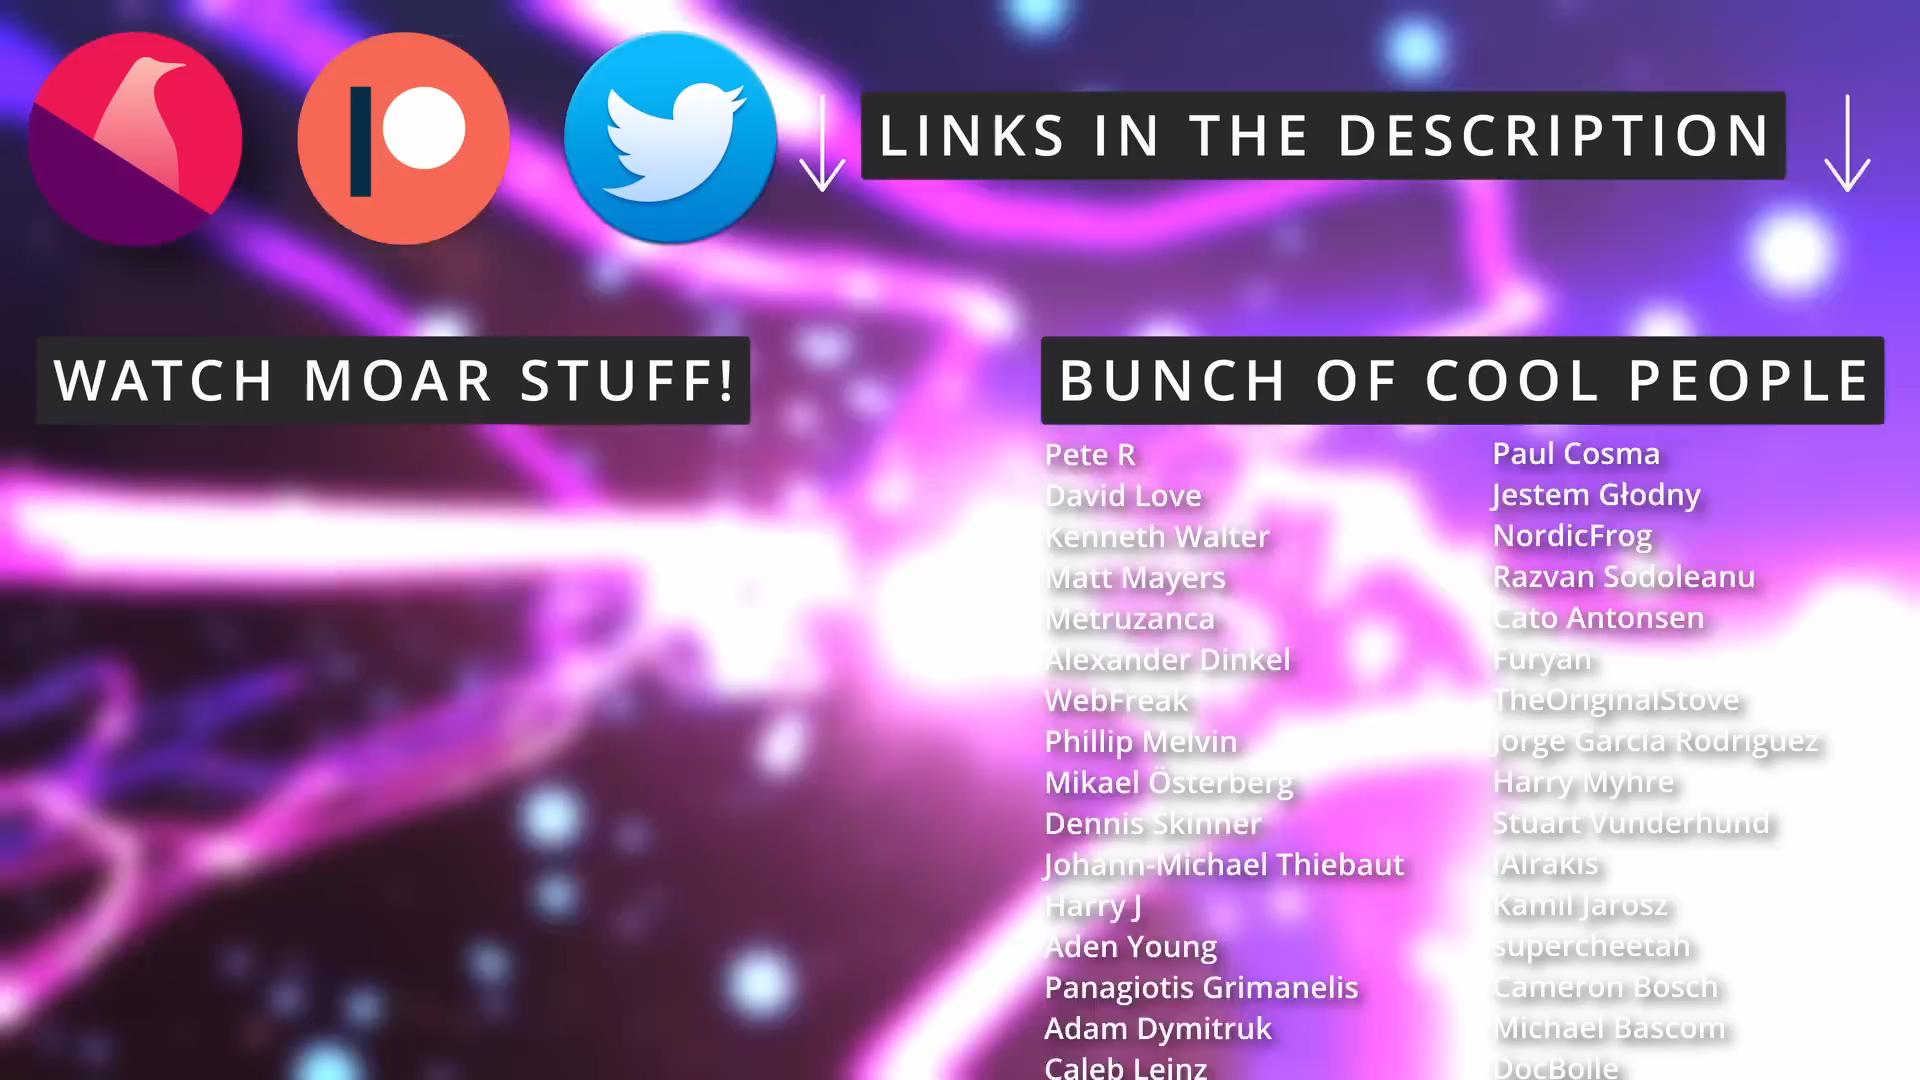 LINKS IN THE DESCRIPTION
WATCH MOAR STUFF!
BUNCH OF COOL PEOPLE
Pete R
David Love
Kenneth Walter
Matt Mayers
Metruzanca
Alexander Dinkel
WebFreak
Phillip Melvin
Mikael Österberg
Dennis Skinner
Johann-Michael Thiebaut
Harry J
Aden Young
Panagiotis Grimanelis
Adam Dymitruk
Caleb Leinz
Paul Cosma
Jestem Głodny
NordicFrog
Razvan Sodoleanu
Cato Antonsen
Furyan
TheOriginalStove
Jorge Garcia Rodriguez
Harry Myhre
Stuart Vunderhund
iAlrakis
Kamil Jarosz
supercheetah
Cameron Bosch
Michael Bascom
DocBolle